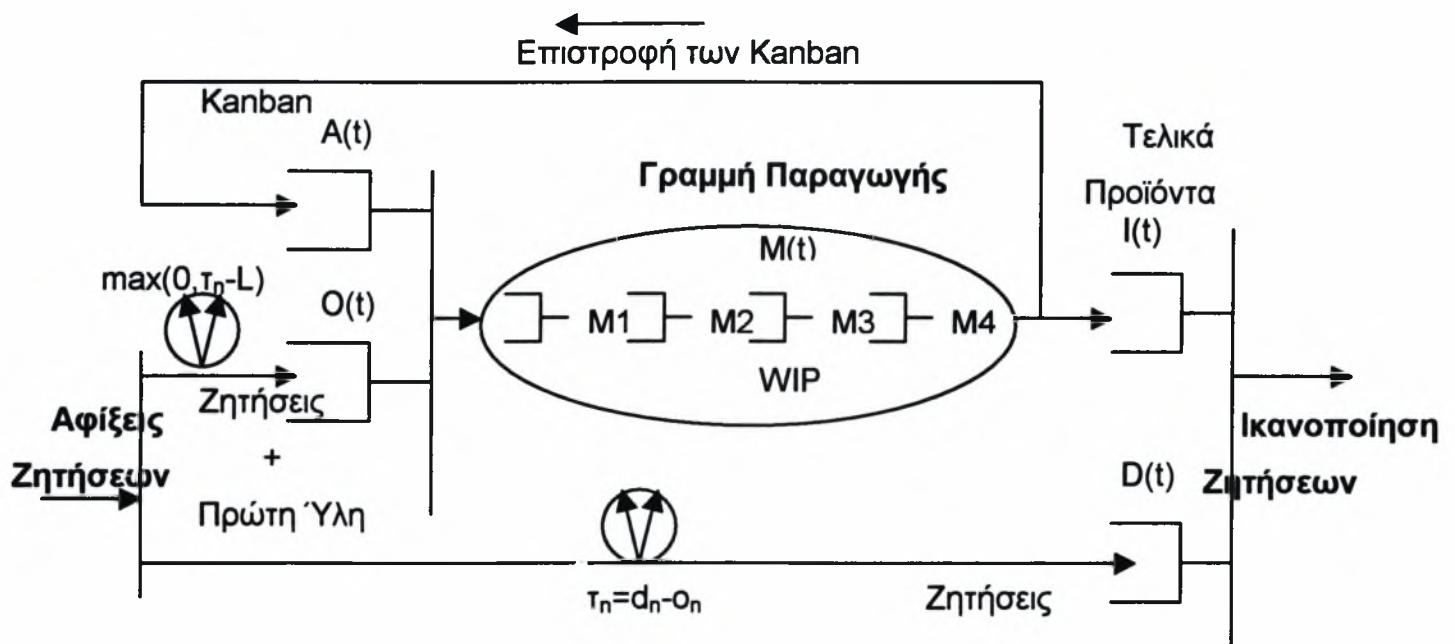 Επιστροφή των Kanban
Kanban
A(t)
Τελικά
Προϊόντα
I(t)
Γραμμή Παραγωγής
M(t)
max(0,τn-L)
O(t)
M1 M2 M3 M4
WIP
Ζητήσεις
+
Πρώτη Ύλη
Αφίξεις
Ζητήσεων
Ικανοποίηση
Ζητήσεων
D(t)
τn=dn-on
Ζητήσεις